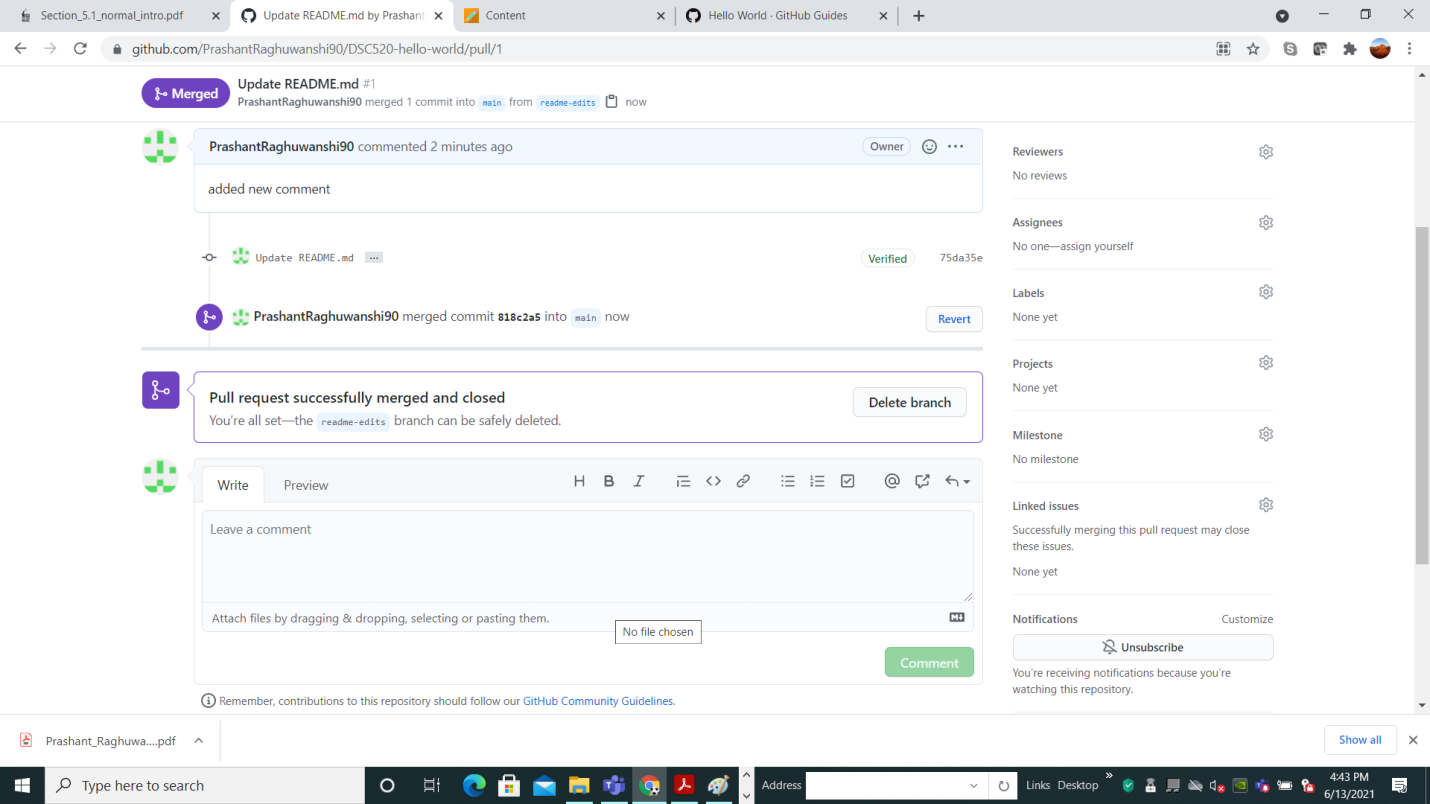 Section_5.1_normal_intro.pdf
Update README.md by Prashant
Content
Hello World · GitHub Guides
github.com/PrashantRaghuwanshi90/DSC520-hello-world/pull/1
Merged
Update README.md #1
PrashantRaghuwanshi90 merged 1 commit into main from readme-edits now
PrashantRaghuwanshi90 commented 2 minutes ago
Owner
added new comment
Update README.md
Verified
75da35e
PrashantRaghuwanshi90 merged commit 818c2a5 into main now
Revert
Pull request successfully merged and closed
You're all set—the readme-edits branch can be safely deleted.
Delete branch
Write
Preview
Leave a comment
Attach files by dragging & dropping, selecting or pasting them.
No file chosen
Comment
Remember, contributions to this repository should follow our GitHub Community Guidelines.
Reviewers
No reviews
Assignees
No one—assign yourself
Labels
None yet
Projects
None yet
Milestone
No milestone
Linked issues
Successfully merging this pull request may close
these issues.
None yet
Notifications
Customize
Unsubscribe
You're receiving notifications because you're
watching this repository.
Prashant_Raghuwa....pdf
Show all
Type here to search
Address
Links
Desktop
4:43 PM
6/13/2021